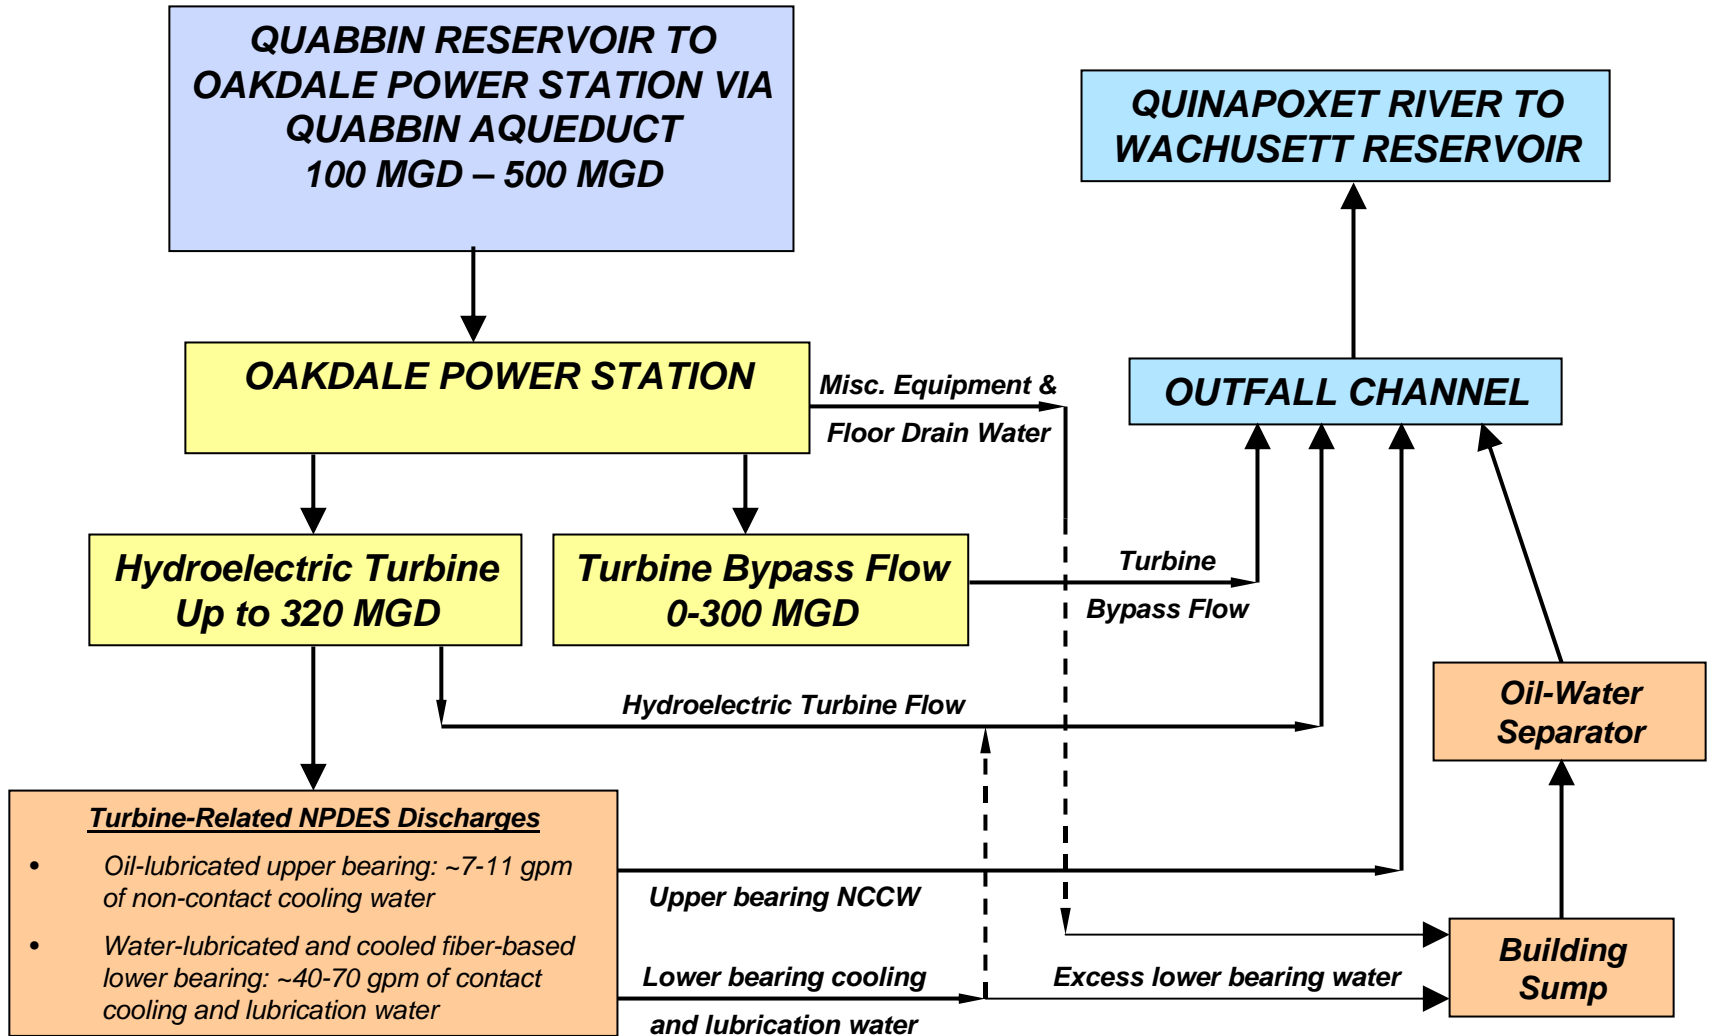 QUABBIN RESERVOIR TO
OAKDALE POWER STATION VIA
QUABBIN AQUEDUCT
100 MGD – 500 MGD
QUINAPOXET RIVER TO
WACHUSETT RESERVOIR
OAKDALE POWER STATION
Misc. Equipment &
Floor Drain Water
OUTFALL CHANNEL
Hydroelectric Turbine
Up to 320 MGD
Turbine Bypass Flow
0-300 MGD
Turbine
Bypass Flow
Hydroelectric Turbine Flow
Oil-Water
Separator
Turbine-Related NPDES Discharges
• Oil-lubricated upper bearing: ~7-11 gpm
of non-contact cooling water
• Water-lubricated and cooled fiber-based
lower bearing: ~40-70 gpm of contact
cooling and lubrication water
Upper bearing NCCW
Lower bearing cooling
and lubrication water
Excess lower bearing water
Building
Sump